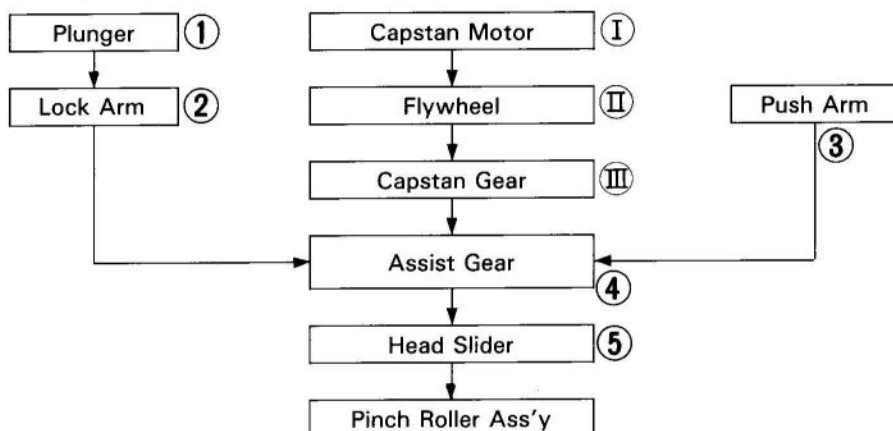 Plunger ①
Capstan Motor Ⓘ
Lock Arm ②
Flywheel Ⅱ
Push Arm
③
Capstan Gear Ⅲ
Assist Gear
④
Head Slider ⑤
Pinch Roller Ass'y